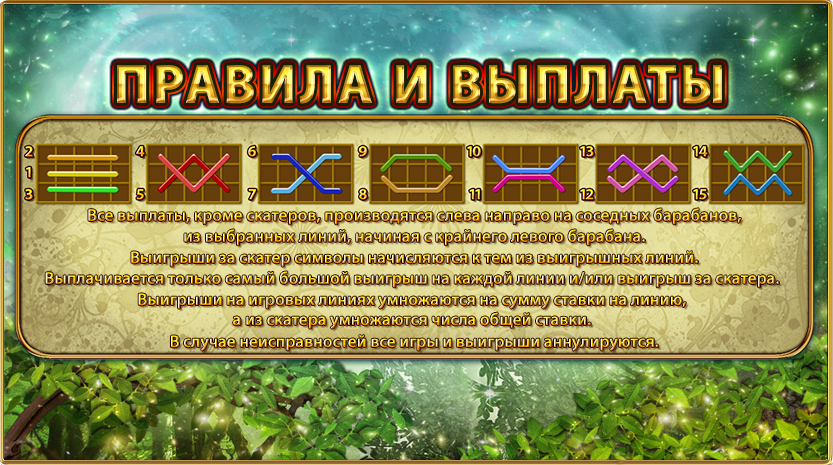 ПРАВИЛА И ВЫПЛАТЫ
2 4 6 9 10 13 14
1
3 5 7 8 11 12 15
Все выплаты, кроме скатеров, производятся слева направо на соседных барабанов,
из выбранных линий, начиная с крайнего левого барабана.
Выигрыши за скатер символы начисляются к тем из выигрышных линий.
Выплачивается только самый большой выигрыш на каждой линии и/или выигрыш за скатера.
Выигрыши на игровых линиях умножаются на сумму ставки на линию,
а из скатера умножаются числа общей ставки.
В случае неисправностей все игры и выигрыши аннулируются.